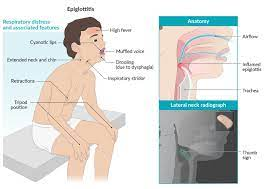 Epiglottitis
Respiratory distress
and associated features
High fever
Cyanotic lips
Muffled voice
Extended neck and chin
Drooling
(due to dysphagia)
Retractions
Inspiratory stridor
Tripod
position
Anatomy
Airflow
Inflamed
epiglottis
Trachea
Lateral neck radiograph
Thumb
sign